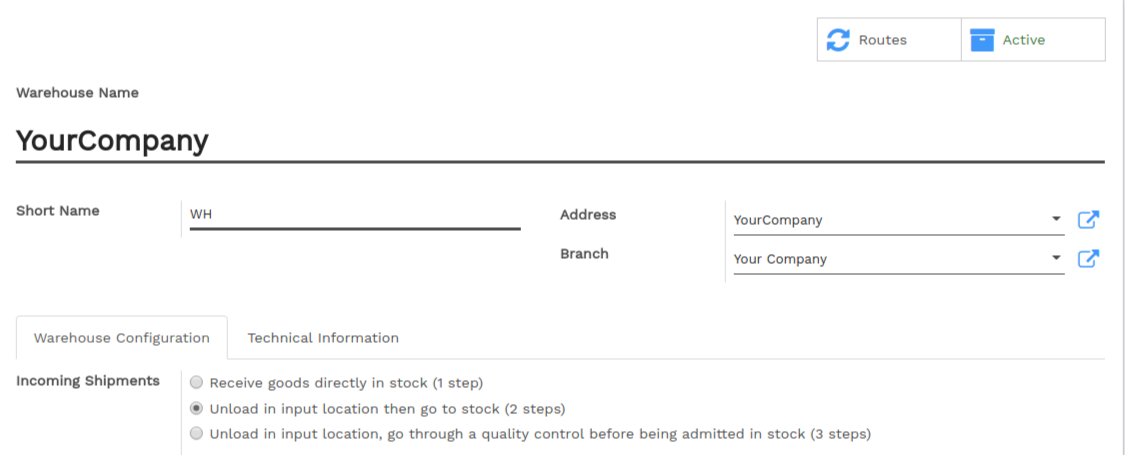 Routes Active
Warehouse Name
YourCompany
Short Name WH Address YourCompany
Branch Your Company
Warehouse Configuration Technical Information
Incoming Shipments Receive goods directly in stock (1 step)
Unload in input location then go to stock (2 steps)
Unload in input location, go through a quality control before being admitted in stock (3 steps)